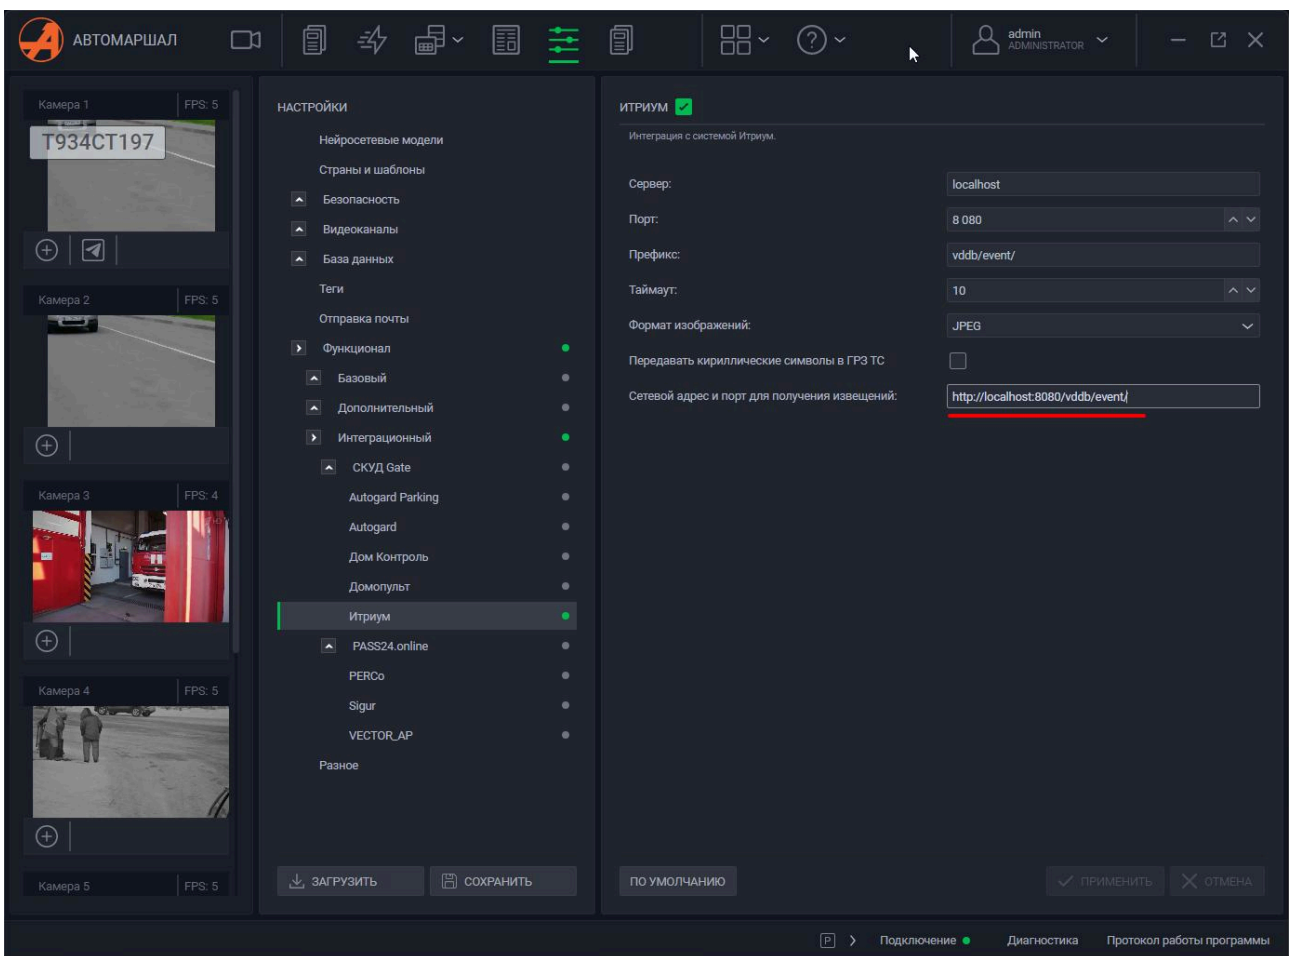 АВТОМАРШАЛ
admin
ADMINISTRATOR
Камера 1 FPS: 5
T934CT197
Камера 2 FPS: 5
Камера 3 FPS: 4
Камера 4 FPS: 5
Камера 5 FPS: 5
НАСТРОЙКИ
Нейросетевые модели
Страны и шаблоны
Безопасность
Видеоканалы
База данных
Теги
Отправка почты
Функционал
Базовый
Дополнительный
Интеграционный
СКУД Gate
Autogard Parking
Autogard
Дом Контроль
Домопульт
Итриум
PASS24.online
PERCo
Sigur
VECTOR_AP
Разное
ЗАГРУЗИТЬ СОХРАНИТЬ
ИТРИУМ
Интеграция с системой Итриум.
Сервер: localhost
Порт: 8 080
Префикс: vddb/event/
Таймаут: 10
Формат изображений: JPEG
Передавать кириллические символы в ГРЗ ТС
Сетевой адрес и порт для получения извещений: http://localhost:8080/vddb/event/
ПО УМОЛЧАНИЮ ПРИМЕНИТЬ ОТМЕНА
P Подключение Диагностика Протокол работы программы